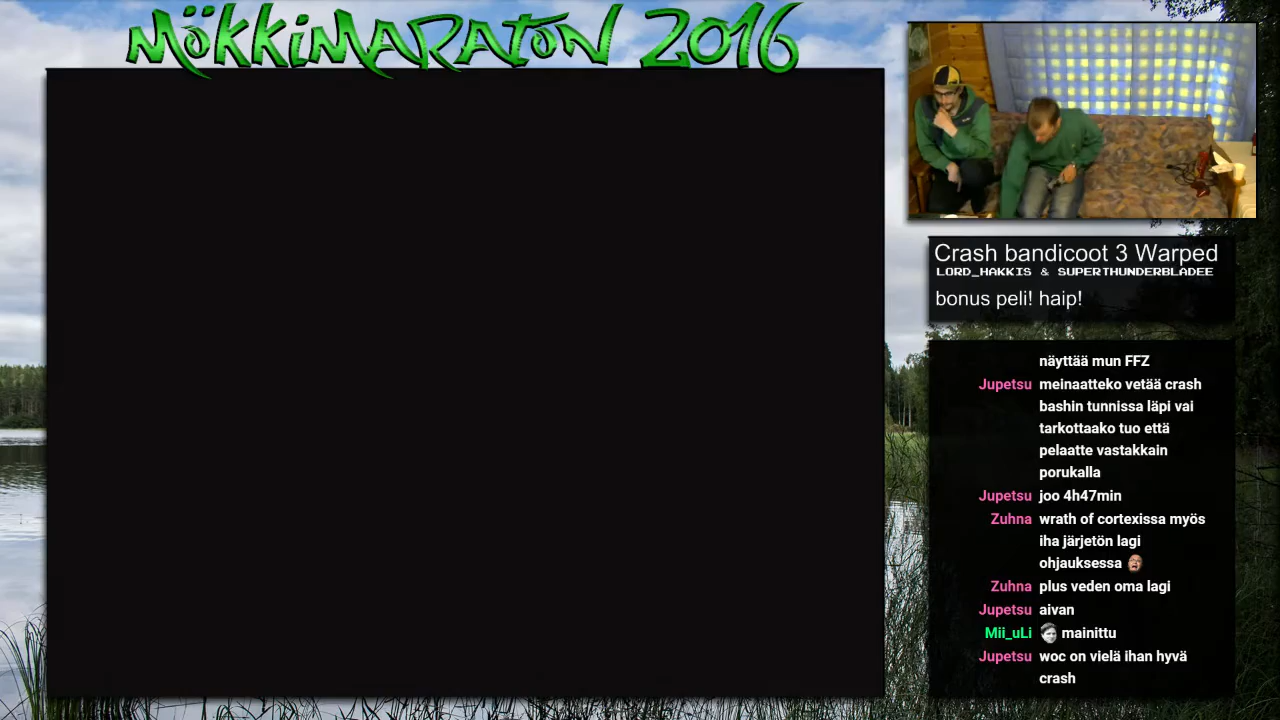 MöKKiMARAToN 2016
Crash bandicoot 3 Warped
LORD_HAKKIS & SUPERTHUNDERBLADEE
bonus peli! haip!
näyttää mun FFZ
Jupetsu meinaatteko vetää crash
bashin tunnissa läpi vai
tarkottaako tuo että
pelaatte vastakkain
porukalla
Jupetsu joo 4h47min
Zuhna wrath of cortexissa myös
iha järjetön lagi
ohjauksessa
Zuhna plus veden oma lagi
Jupetsu aivan
Mii_uLi mainittu
Jupetsu woc on vielä ihan hyvä
crash